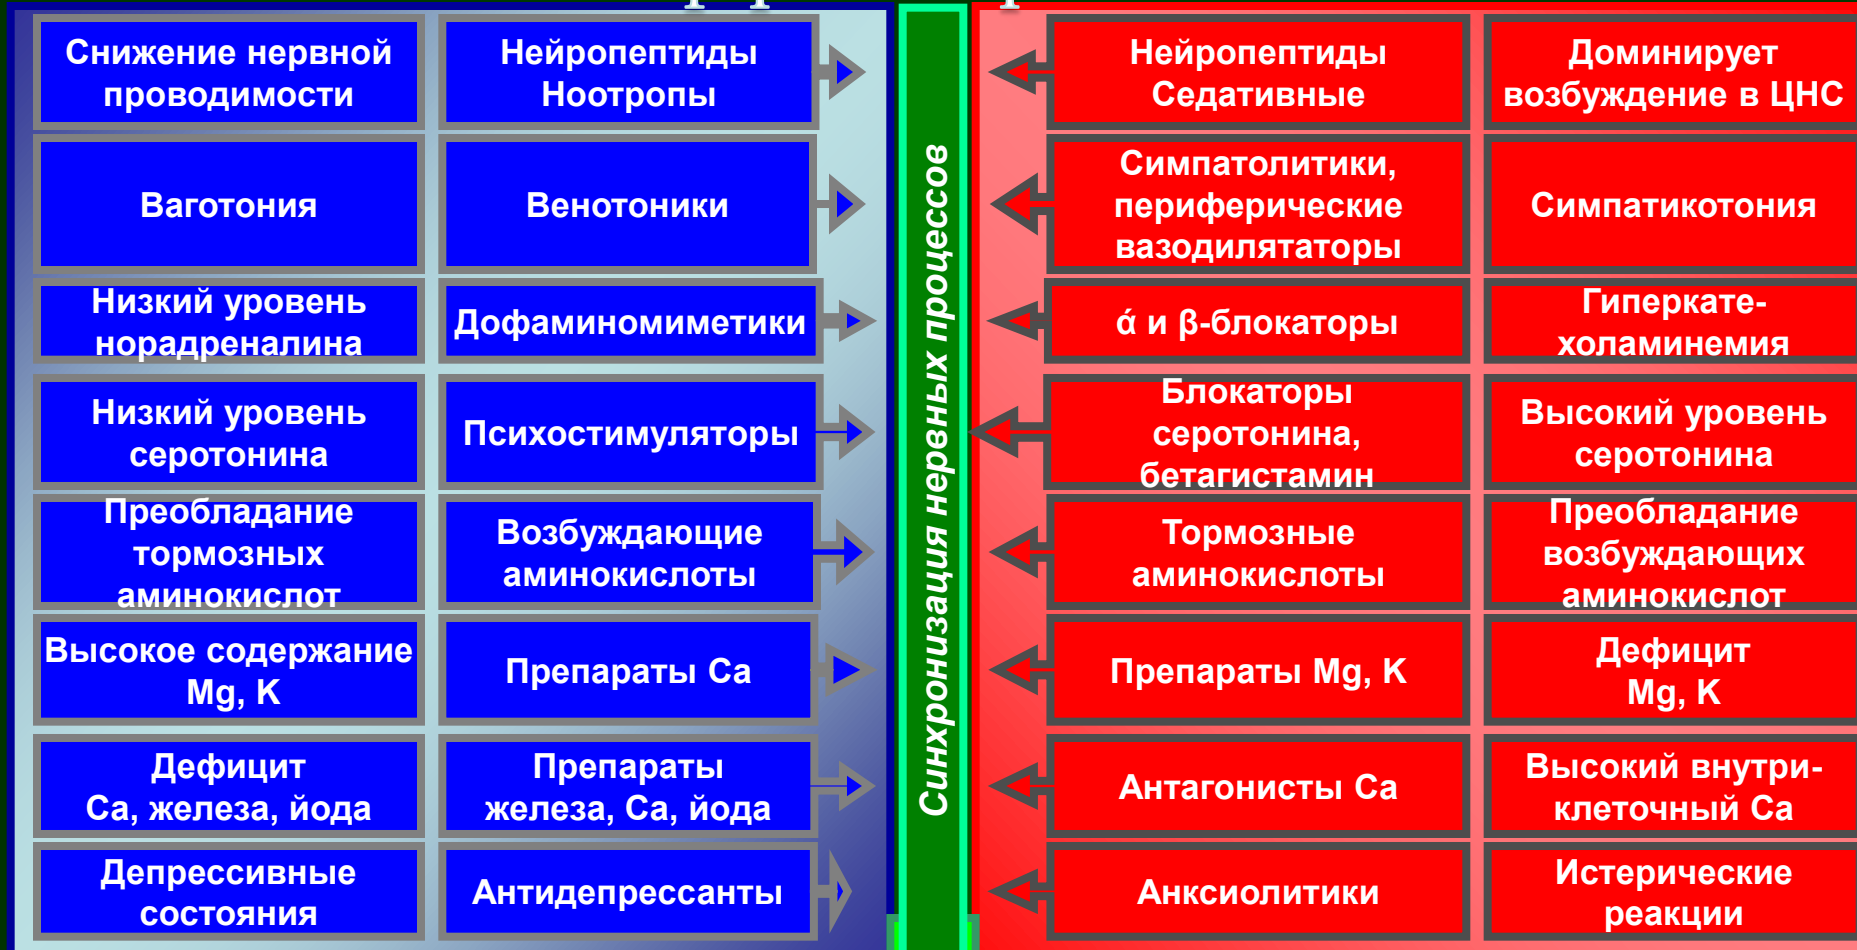 Снижение нервной
проводимости
Нейропептиды
Ноотропы
Нейропептиды
Седативные
Доминирует
возбуждение в ЦНС
Ваготония
Венотоники
Симпатолитики,
периферические
вазодилятаторы
Симпатикотония
Низкий уровень
норадреналина
Дофаминомиметики
ά и β-блокаторы
Гиперкате-
холаминемия
Низкий уровень
серотонина
Психостимуляторы
Блокаторы
серотонина,
бетагистамин
Высокий уровень
серотонина
Преобладание
тормозных
аминокислот
Возбуждающие
аминокислоты
Тормозные
аминокислоты
Преобладание
возбуждающих
аминокислот
Высокое содержание
Mg, K
Препараты Ca
Препараты Mg, K
Дефицит
Mg, K
Дефицит
Ca, железа, йода
Препараты
железа, Ca, йода
Антагонисты Ca
Высокий внутри-
клеточный Ca
Депрессивные
состояния
Антидепрессанты
Анксиолитики
Истерические
реакции
Синхронизация нервных процессов